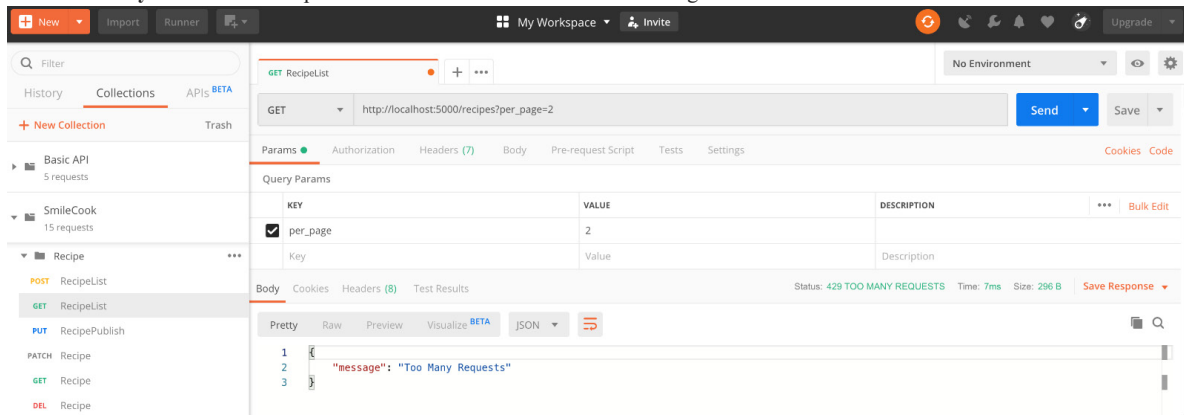 New Import Runner My Workspace Invite Upgrade
Filter
History Collections APIs BETA
+ New Collection Trash
Basic API
5 requests
SmileCook
15 requests
Recipe
POST RecipeList
GET RecipeList
PUT RecipePublish
PATCH Recipe
GET Recipe
DEL Recipe
GET RecipeList + ••• No Environment
GET http://localhost:5000/recipes?per_page=2 Send Save
Params Authorization Headers (7) Body Pre-request Script Tests Settings Cookies Code
Query Params
KEY VALUE DESCRIPTION ••• Bulk Edit
per_page 2
Key Value Description
Body Cookies Headers (8) Test Results Status: 429 TOO MANY REQUESTS Time: 7ms Size: 296 B Save Response
Pretty Raw Preview Visualize BETA JSON
1 {
2 "message": "Too Many Requests"
3 }